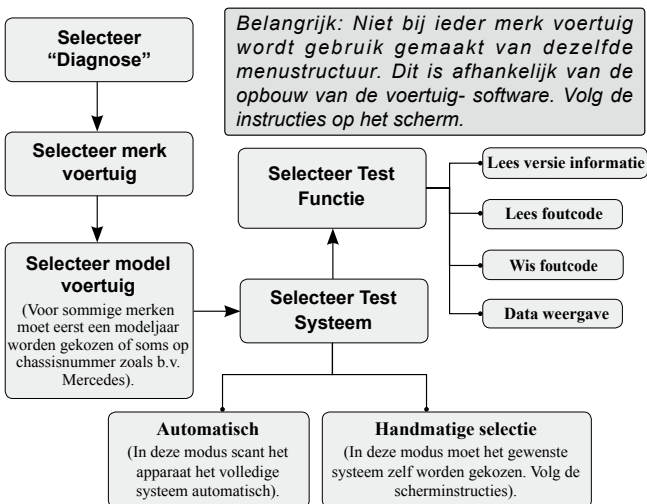 Selecteer
“Diagnose”
Belangrijk: Niet bij ieder merk voertuig
wordt gebruik gemaakt van dezelfde
menustructuur. Dit is afhankelijk van de
opbouw van de voertuig- software. Volg de
instructies op het scherm.
Selecteer merk
voertuig
Selecteer model
voertuig
(Voor sommige merken
moet eerst een modeljaar
worden gekozen of soms op
chassisnummer zoals b.v.
Mercedes).
Selecteer Test
Systeem
Selecteer Test
Functie
Lees versie informatie
Lees foutcode
Wis foutcode
Data weergave
Automatisch
(In deze modus scant het
apparaat het volledige
systeem automatisch).
Handmatige selectie
(In deze modus moet het gewenste
systeem zelf worden gekozen. Volg de
scherminstructies).